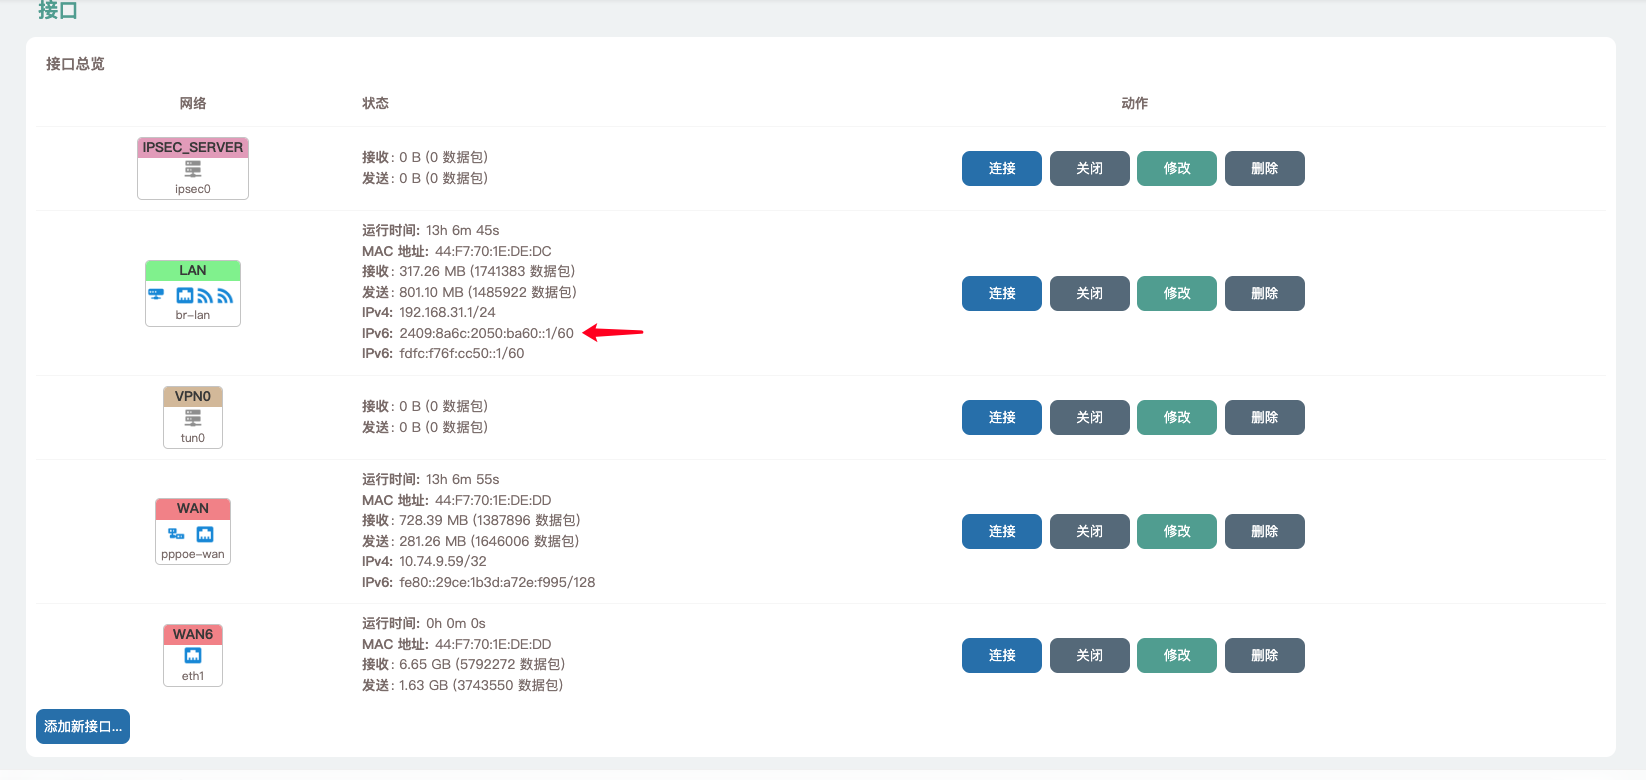 接口
接口总览
网络 状态 动作
IPSEC_SERVER
ipsec0
接收: 0 B (0 数据包)
发送: 0 B (0 数据包)
连接 关闭 修改 删除
LAN
br-lan
运行时间: 13h 6m 45s
MAC 地址: 44:F7:70:1E:DE:DC
接收: 317.26 MB (1741383 数据包)
发送: 801.10 MB (1485922 数据包)
IPv4: 192.168.31.1/24
IPv6: 2409:8a6c:2050:ba60::1/60
IPv6: fdfc:f76f:cc50::1/60
连接 关闭 修改 删除
VPN0
tun0
接收: 0 B (0 数据包)
发送: 0 B (0 数据包)
连接 关闭 修改 删除
WAN
pppoe-wan
运行时间: 13h 6m 55s
MAC 地址: 44:F7:70:1E:DE:DD
接收: 728.39 MB (1387896 数据包)
发送: 281.26 MB (1646006 数据包)
IPv4: 10.74.9.59/32
IPv6: fe80::29ce:1b3d:a72e:f995/128
连接 关闭 修改 删除
WAN6
eth1
运行时间: 0h 0m 0s
MAC 地址: 44:F7:70:1E:DE:DD
接收: 6.65 GB (5792272 数据包)
发送: 1.63 GB (3743550 数据包)
连接 关闭 修改 删除
添加新接口...